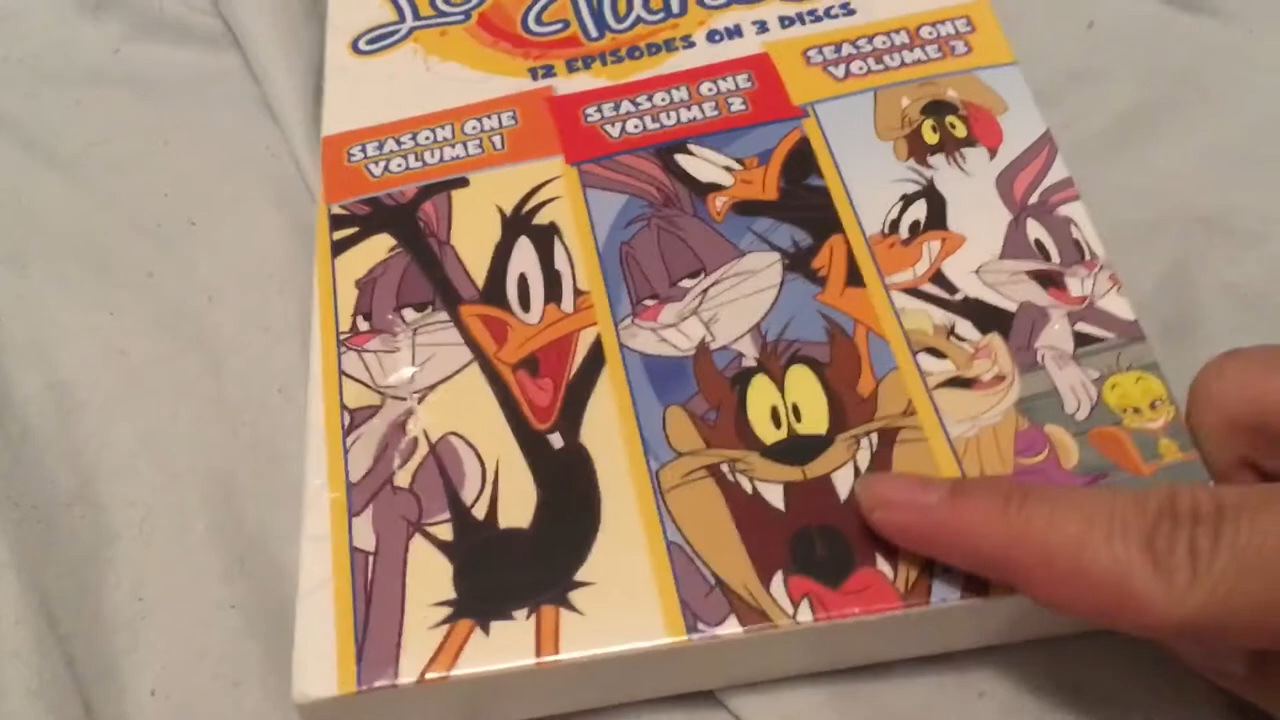 12 EPISODES ON 3 DISCS
SEASON ONE
VOLUME 1
SEASON ONE
VOLUME 2
SEASON ONE
VOLUME 3